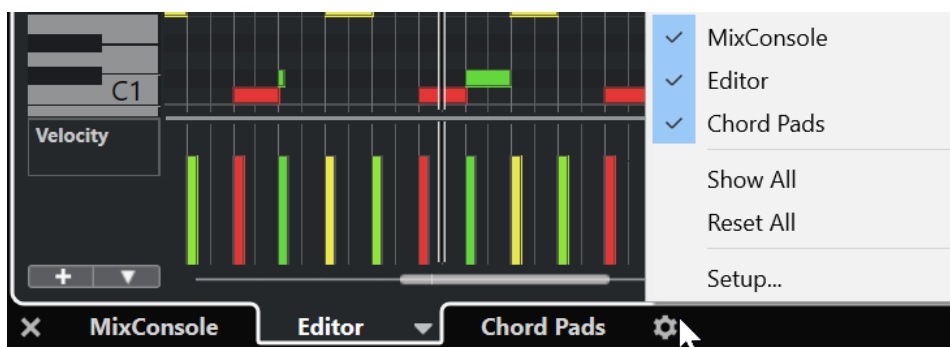 C1
Velocity
MixConsole
Editor
Chord Pads
Show All
Reset All
Setup...
MixConsole Editor Chord Pads